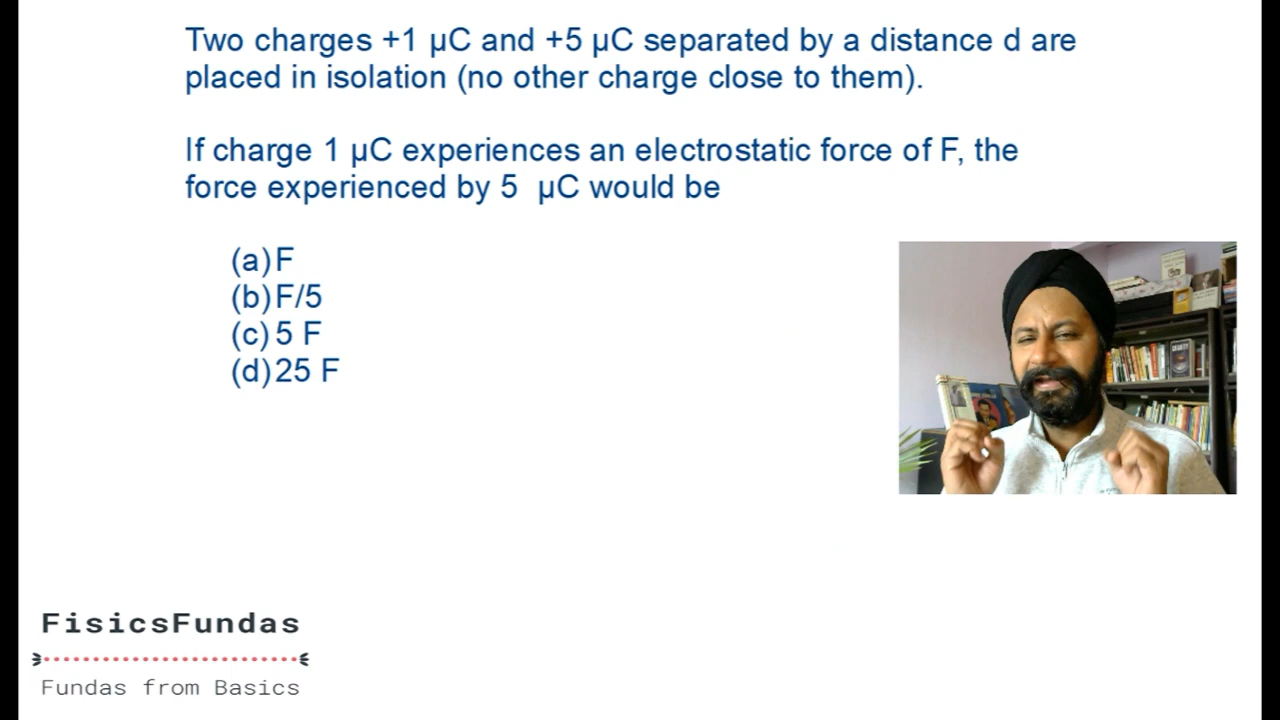 Two charges +1 µC and +5 µC separated by a distance d are
placed in isolation (no other charge close to them).
If charge 1 µC experiences an electrostatic force of F, the
force experienced by 5  µC would be
(a) F
(b) F/5
(c) 5 F
(d) 25 F
FisicsFundas
Fundas from Basics